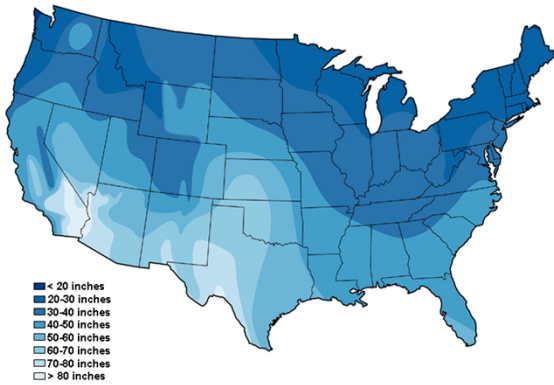 < 20 inches
20-30 inches
30-40 inches
40-50 inches
50-60 inches
60-70 inches
70-80 inches
> 80 inches